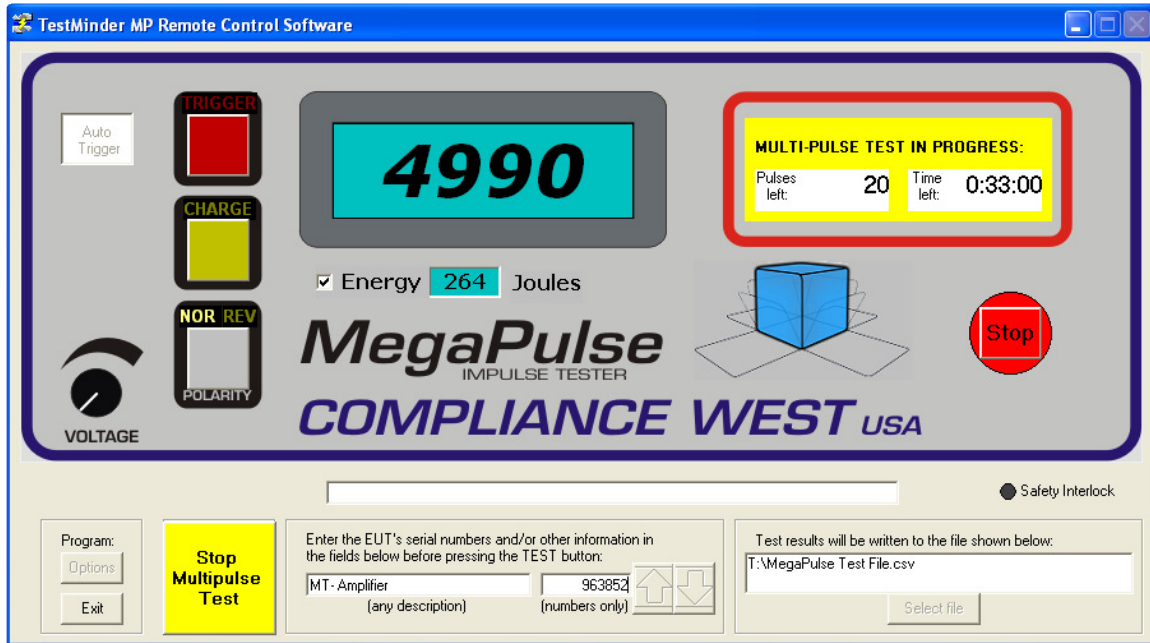 TestMinder MP Remote Control Software
Auto
Trigger
TRIGGER
4990
MULTI-PULSE TEST IN PROGRESS:
Pulses
left:
20
Time
left:
0:33:00
CHARGE
Energy 264 Joules
NOR REV
POLARITY
VOLTAGE
MegaPulse
IMPULSE TESTER
COMPLIANCE WEST USA
Stop
Safety Interlock
Program:
Options
Exit
Stop
Multipulse
Test
Enter the EUT's serial numbers and/or other information in
the fields below before pressing the TEST button:
MT- Amplifier
963852
(any description)
(numbers only)
Test results will be written to the file shown below:
T:\MegaPulse Test File.csv
Select file